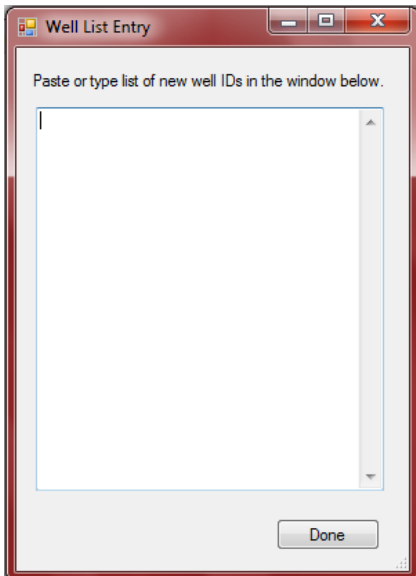 Well List Entry
Paste or type list of new well IDs in the window below.
Done